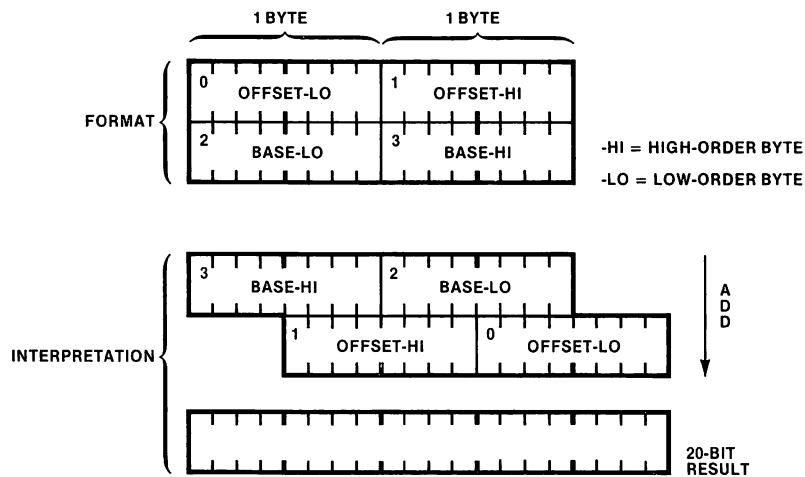 1 BYTE 1 BYTE
0 OFFSET-LO 1 OFFSET-HI
FORMAT
2 BASE-LO 3 BASE-HI
-HI = HIGH-ORDER BYTE
-LO = LOW-ORDER BYTE
3 BASE-HI 2 BASE-LO
ADD
1 OFFSET-HI 0 OFFSET-LO
INTERPRETATION
20-BIT
RESULT